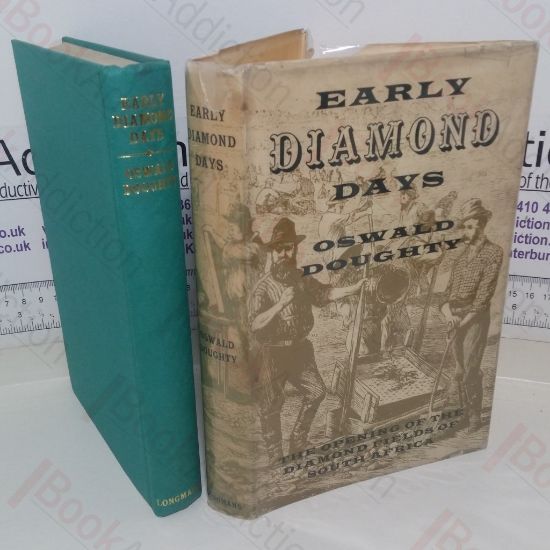 EARLY
DIAMOND
DAYS
OSWALD
DOUGHTY
LONGMANS
EARLY
DIAMOND
DAYS
OSWALD
DOUGHTY
LONGMANS
EARLY
DIAMOND
DAYS
OSWALD
DOUGHTY
THE OPENING OF THE
DIAMOND FIELDS OF
SOUTH AFRICA